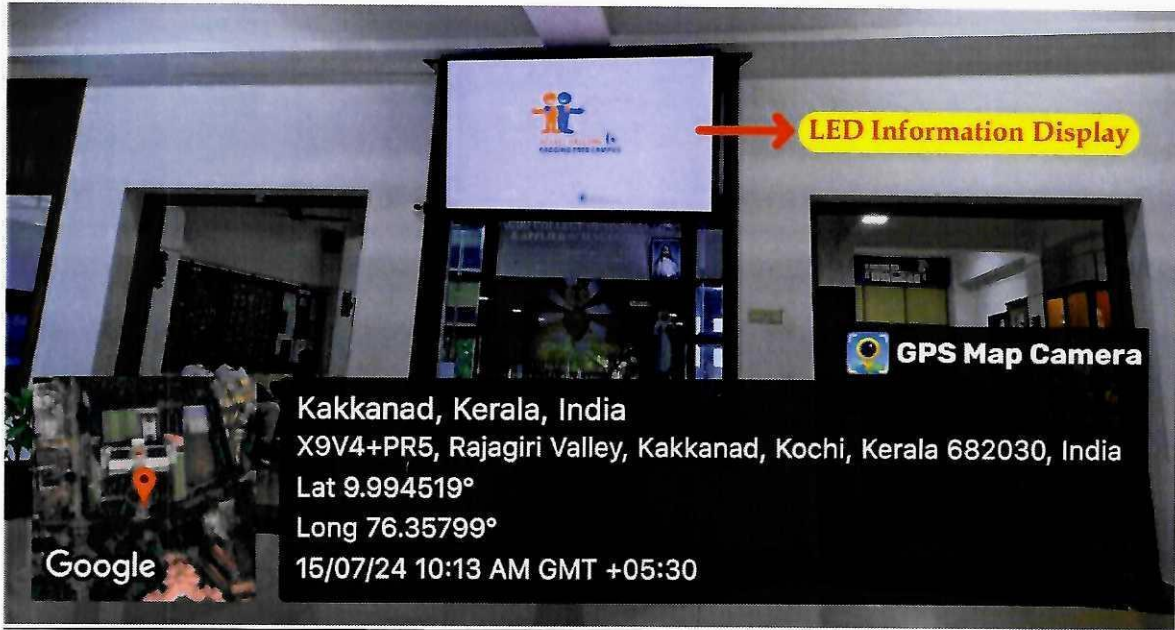 LED Information Display
GPS Map Camera
Kakkanad, Kerala, India
X9V4+PR5, Rajagiri Valley, Kakkanad, Kochi, Kerala 682030, India
Lat 9.994519°
Long 76.35799°
15/07/24 10:13 AM GMT +05:30
Google